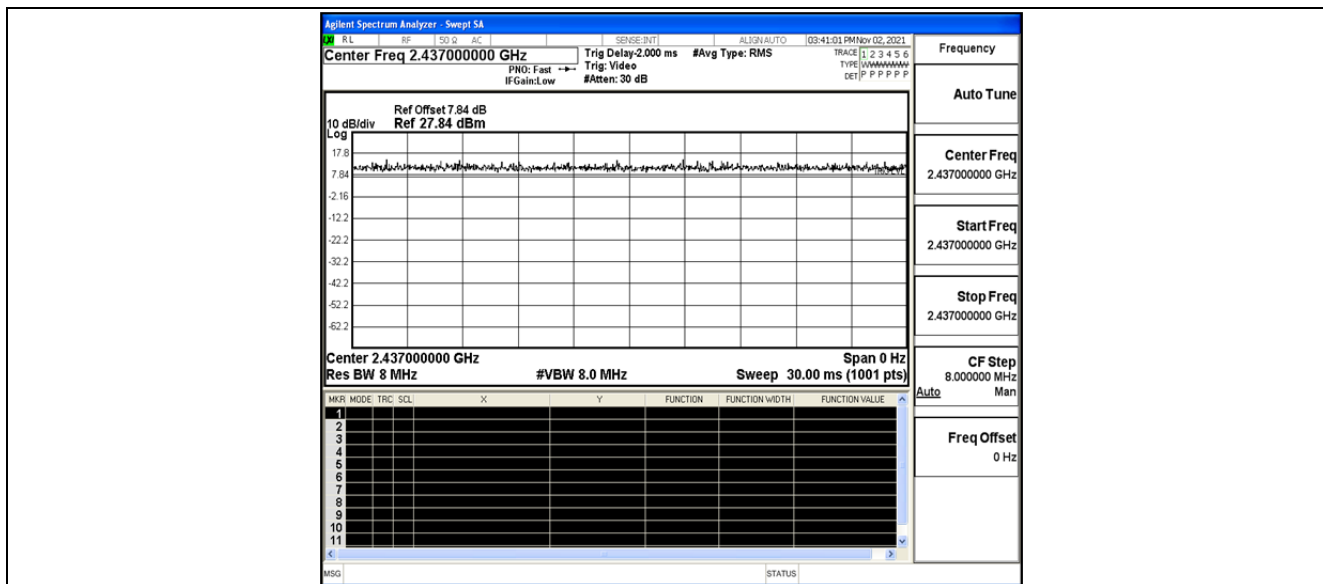 Agilent Spectrum Analyzer - Swept SA
RL RF 50 Ω AC SENSE:INT ALIGNAUTO 03:41:01 PM Nov 02, 2021
Center Freq 2.437000000 GHz
PNO: Fast
IFGain:Low
Trig Delay-2.000 ms
Trig: Video
#Atten: 30 dB
#Avg Type: RMS
TRACE 1 2 3 4 5 6
TYPE WWWWWW
DET P P P P P P
Ref Offset 7.84 dB
10 dB/div Ref 27.84 dBm
Log
17.8
7.84
-2.16
-12.2
-22.2
-32.2
-42.2
-52.2
-62.2
Center 2.437000000 GHz Span 0 Hz
Res BW 8 MHz #VBW 8.0 MHz Sweep 30.00 ms (1001 pts)
MKR MODE TRC SCL X Y FUNCTION FUNCTION WIDTH FUNCTION VALUE
1
2
3
4
5
6
7
8
9
10
11
MSG STATUS
Frequency
Auto Tune
Center Freq
2.437000000 GHz
Start Freq
2.437000000 GHz
Stop Freq
2.437000000 GHz
CF Step
8.000000 MHz
Auto Man
Freq Offset
0 Hz